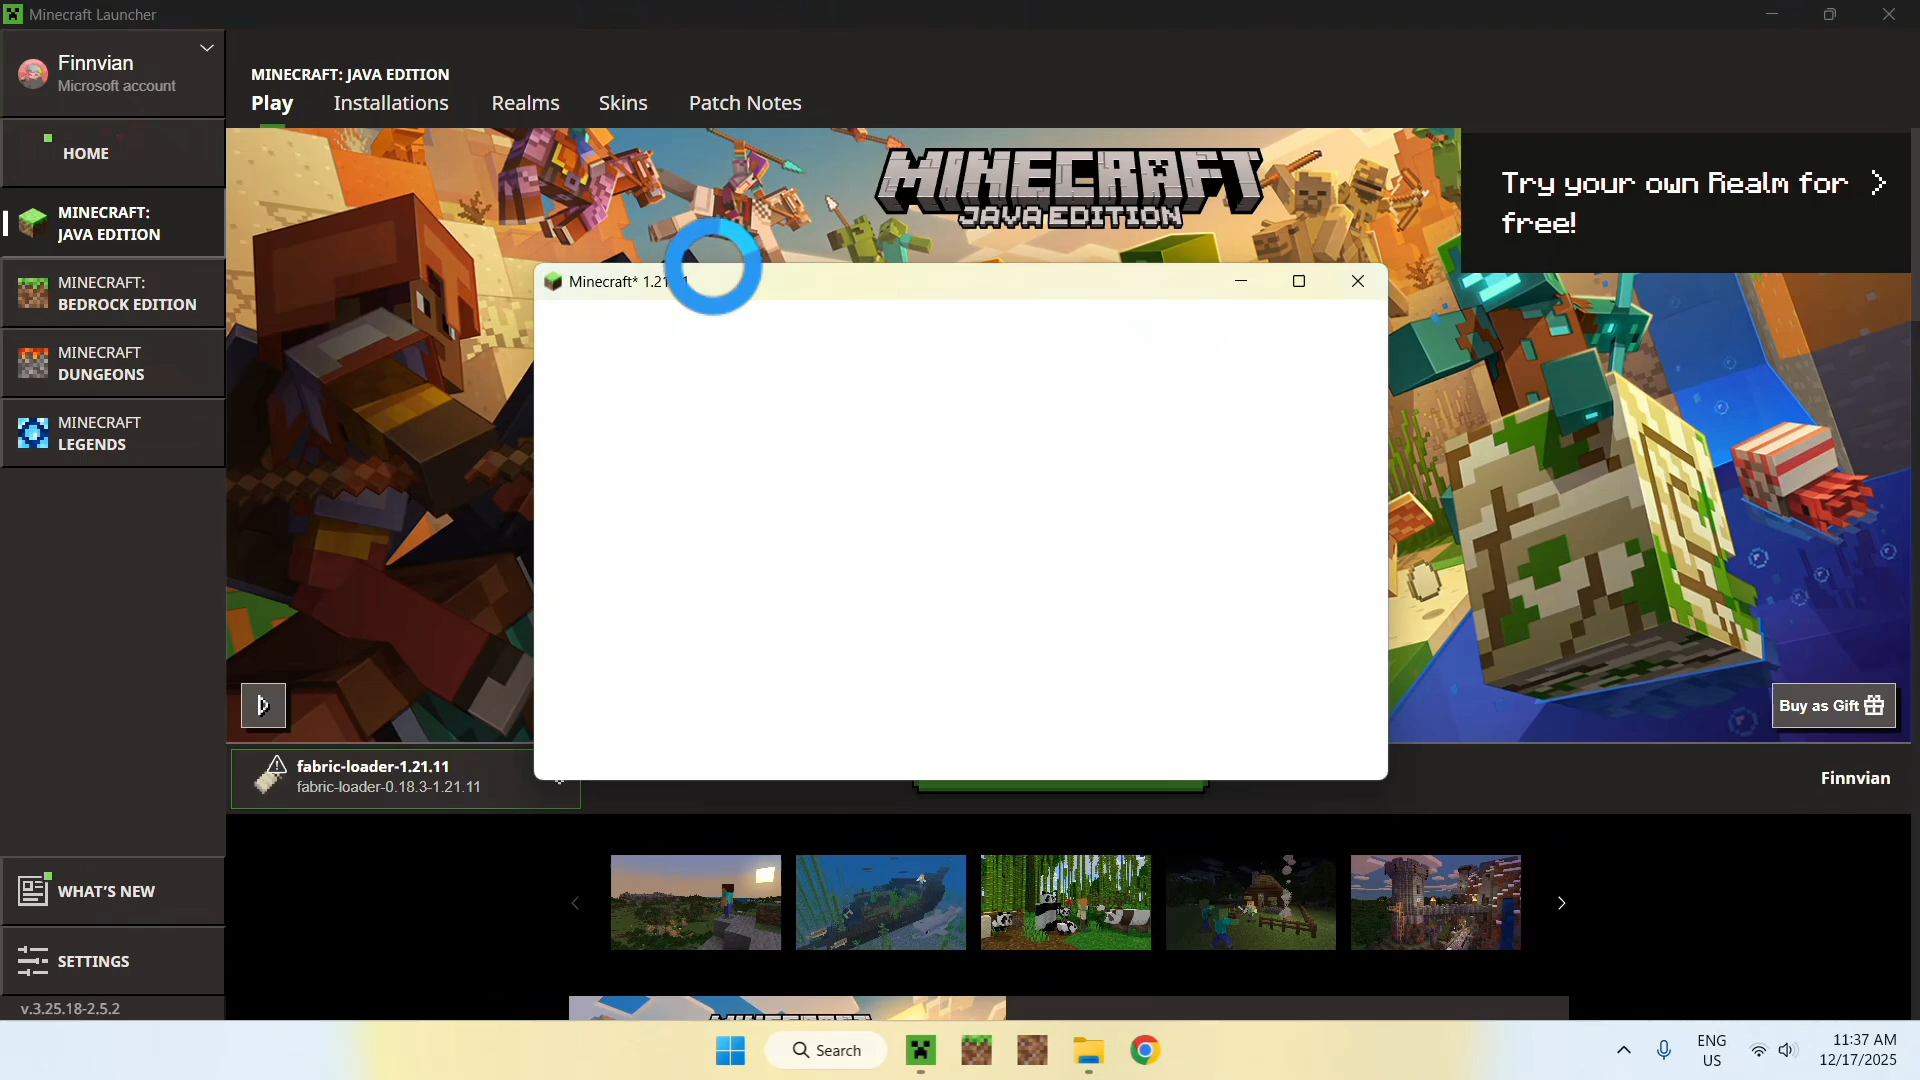 Minecraft Launcher
Finnvian
Microsoft account
HOME
MINECRAFT:
JAVA EDITION
MINECRAFT:
BEDROCK EDITION
MINECRAFT
DUNGEONS
MINECRAFT
LEGENDS
WHAT'S NEW
SETTINGS
v.3.25.18-2.5.2
MINECRAFT: JAVA EDITION
Play Installations Realms Skins Patch Notes
MINECRAFT
JAVA EDITION
Try your own Realm for
free!
Minecraft*
Buy as Gift
fabric-loader-1.21.11
fabric-loader-0.18.3-1.21.11
Finnvian
Search
ENG
US
11:37 AM
12/17/2025